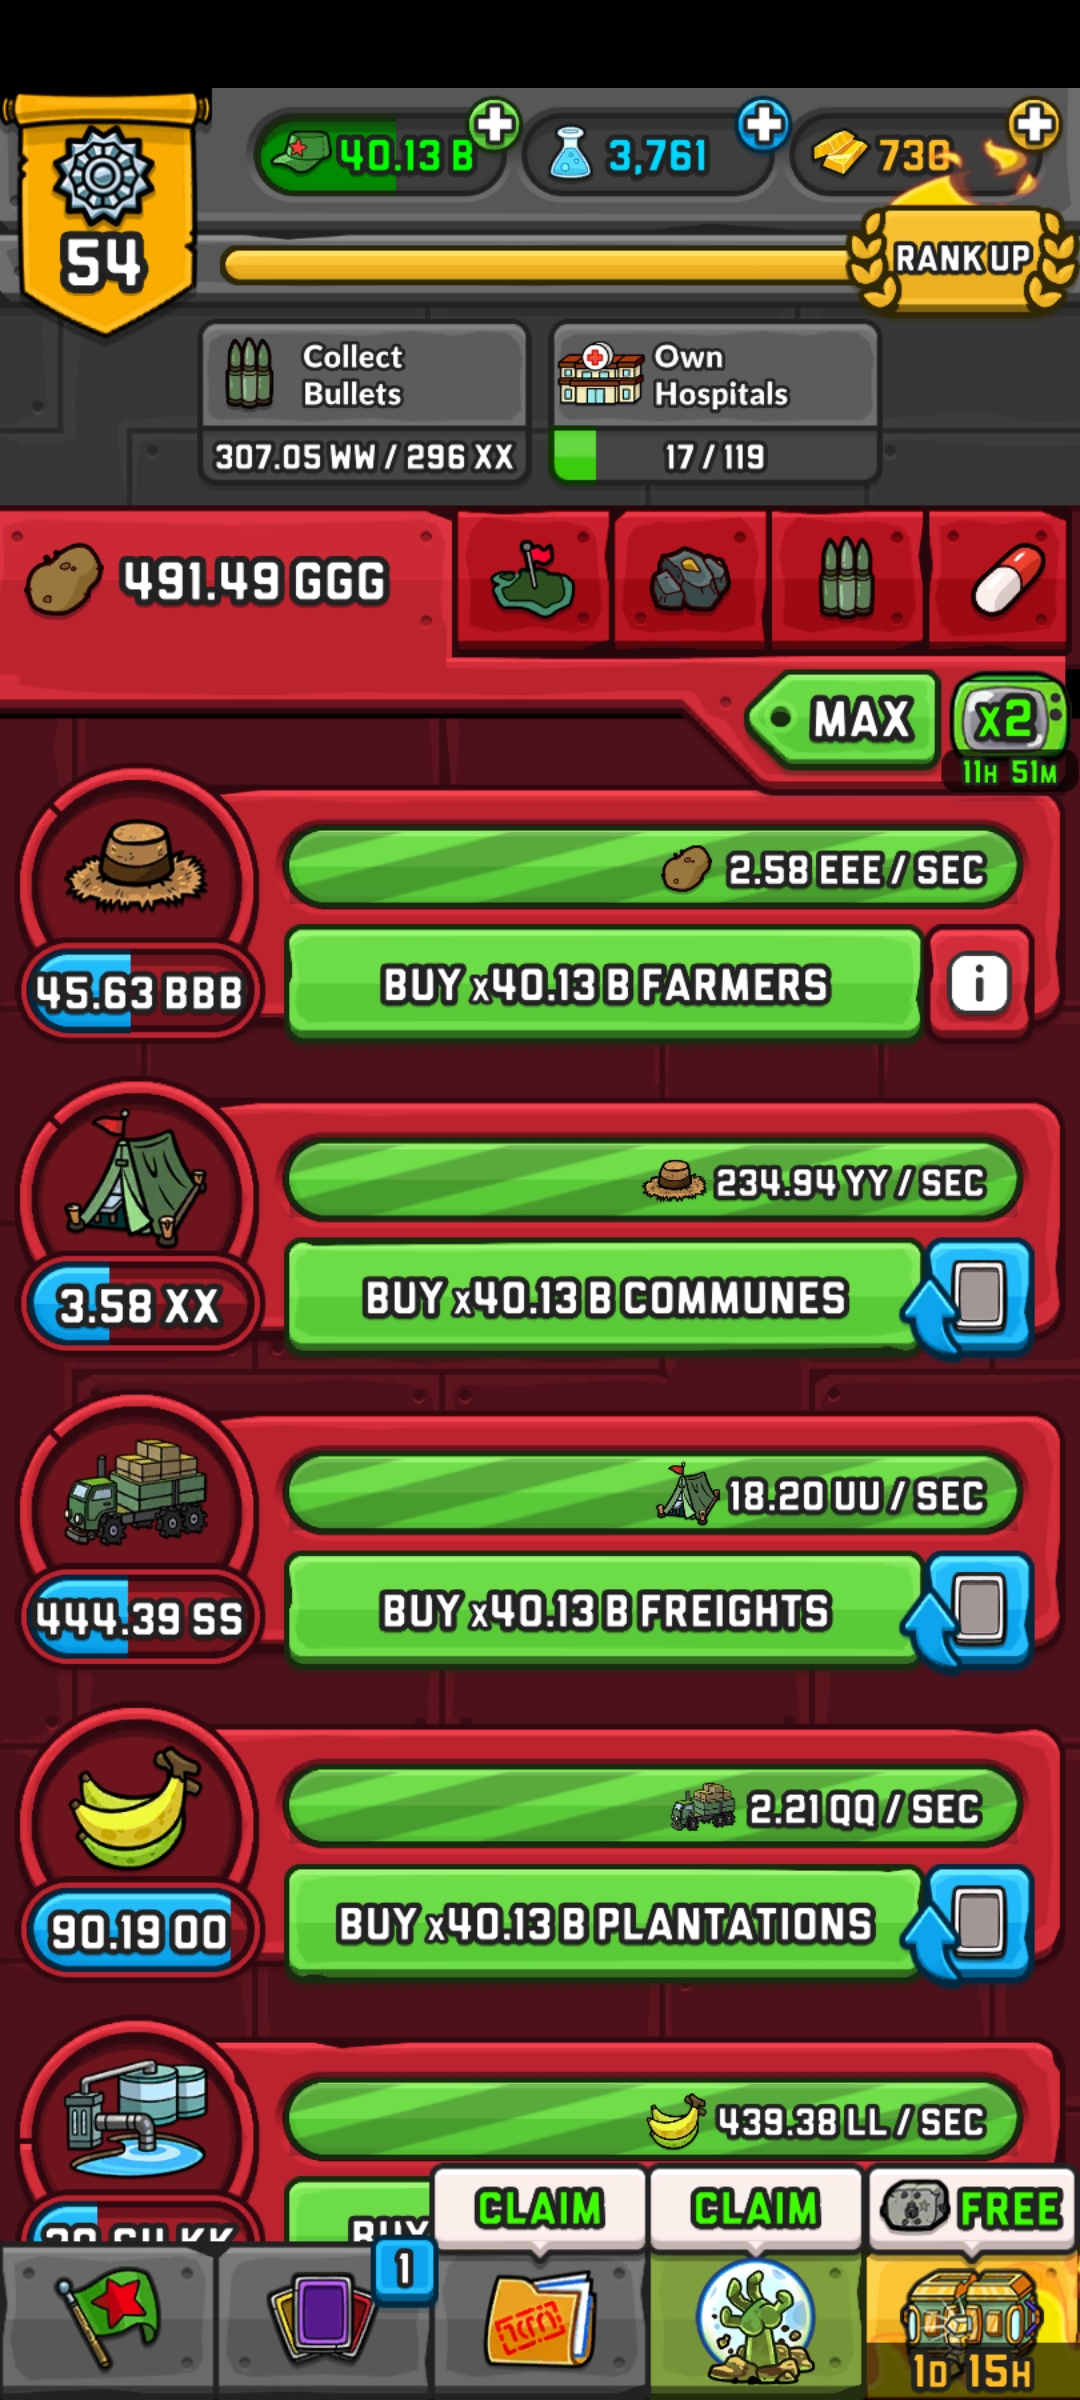 54
40.13 B
3,761
738
RANK UP
Collect
Bullets
307.05 WW / 296 XX
Own
Hospitals
17 / 119
491.49 GGG
MAX
x2
11H 51M
2.58 EEE / SEC
45.63 BBB
BUY x40.13 B FARMERS
i
234.94 YY / SEC
3.58 XX
BUY x40.13 B COMMUNES
18.20 UU / SEC
444.39 SS
BUY x40.13 B FREIGHTS
2.21 QQ / SEC
90.19 OO
BUY x40.13 B PLANTATIONS
439.38 LL / SEC
BUY
CLAIM
CLAIM
FREE
1
1D 15H